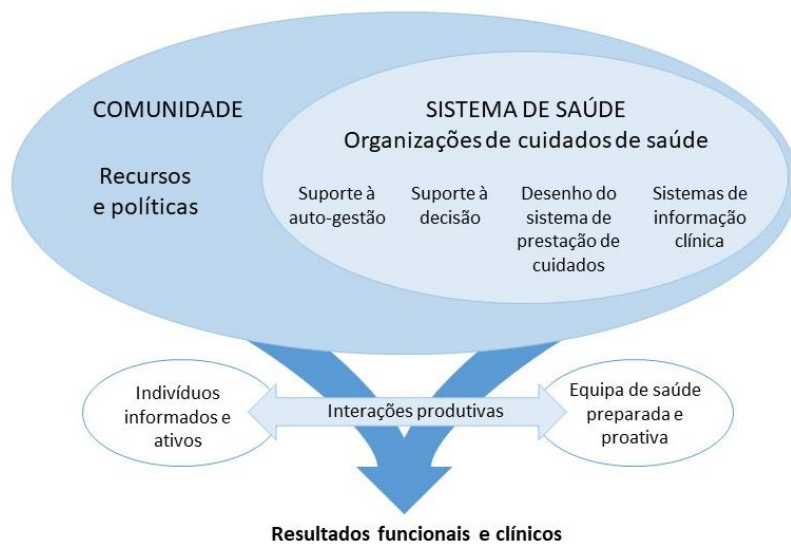 COMUNIDADE
Recursos
e políticas
SISTEMA DE SAÚDE
Organizações de cuidados de saúde
Suporte à
auto-gestão
Suporte à
decisão
Desenho do
sistema de
prestação de
cuidados
Sistemas de
informação
clínica
Indivíduos
informados e
ativos
Interações produtivas
Equipa de saúde
preparada e
proativa
Resultados funcionais e clínicos